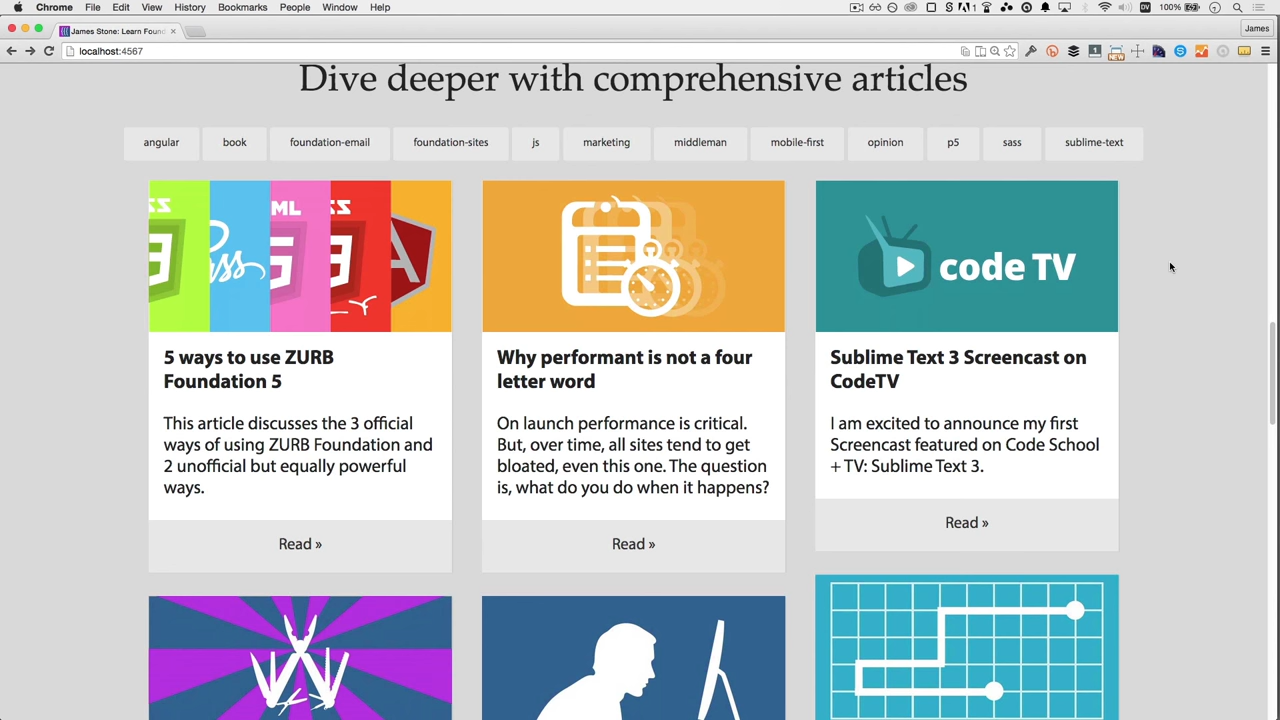 Chrome File Edit View History Bookmarks People Window Help
100%
James Stone: Learn Found
James
localhost:4567
NEW
Dive deeper with comprehensive articles
angular book foundation-email foundation-sites js marketing middleman mobile-first opinion p5 sass sublime-text
code TV
5 ways to use ZURB
Foundation 5
This article discusses the 3 official
ways of using ZURB Foundation and
2 unofficial but equally powerful
ways.
Read »
Why performant is not a four
letter word
On launch performance is critical.
But, over time, all sites tend to get
bloated, even this one. The question
is, what do you do when it happens?
Read »
Sublime Text 3 Screencast on
CodeTV
I am excited to announce my first
Screencast featured on Code School
+ TV: Sublime Text 3.
Read »